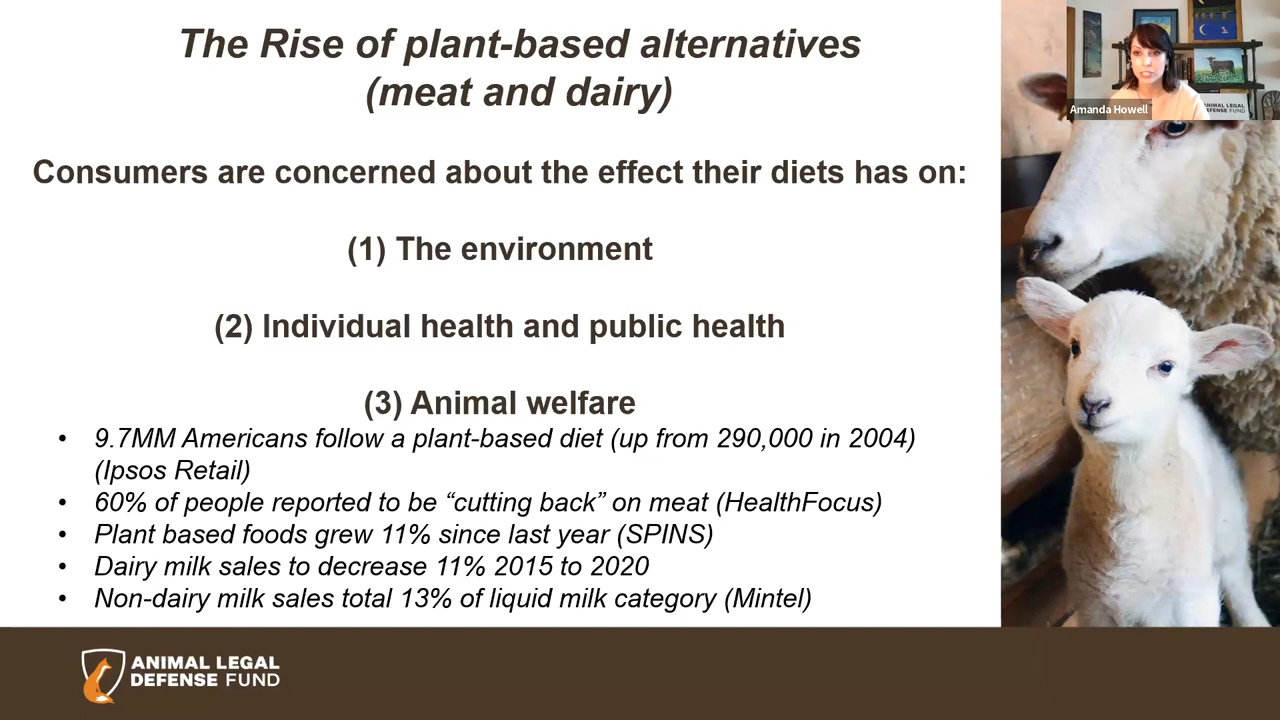 The Rise of plant-based alternatives
(meat and dairy)
Consumers are concerned about the effect their diets has on:
(1) The environment
(2) Individual health and public health
(3) Animal welfare
• 9.7MM Americans follow a plant-based diet (up from 290,000 in 2004)
(Ipsos Retail)
• 60% of people reported to be “cutting back” on meat (HealthFocus)
• Plant based foods grew 11% since last year (SPINS)
• Dairy milk sales to decrease 11% 2015 to 2020
• Non-dairy milk sales total 13% of liquid milk category (Mintel)
Amanda Howell
ANIMAL LEGAL
DEFENSE FUND
ANIMAL LEGAL
DEFENSE FUND